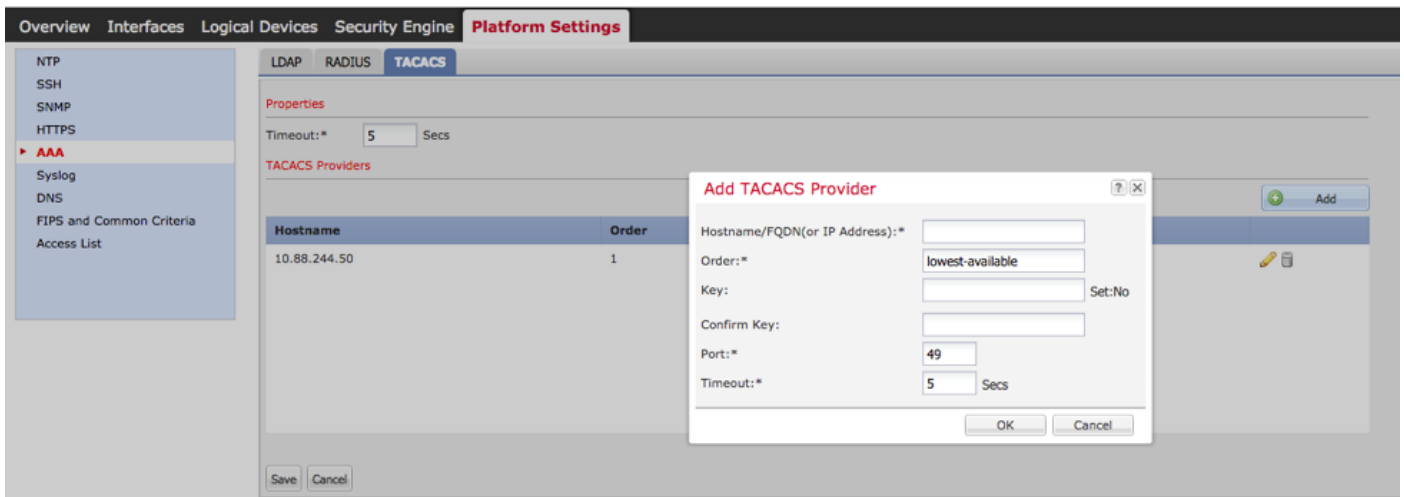 Overview Interfaces Logical Devices Security Engine Platform Settings
NTP
SSH
SNMP
HTTPS
AAA
Syslog
DNS
FIPS and Common Criteria
Access List
LDAP RADIUS TACACS
Properties
Timeout:* 5 Secs
TACACS Providers
Add
Hostname Order
10.88.244.50 1
Save Cancel
Add TACACS Provider ? X
Hostname/FQDN(or IP Address):*
Order:* lowest-available
Key: Set:No
Confirm Key:
Port:* 49
Timeout:* 5 Secs
OK Cancel